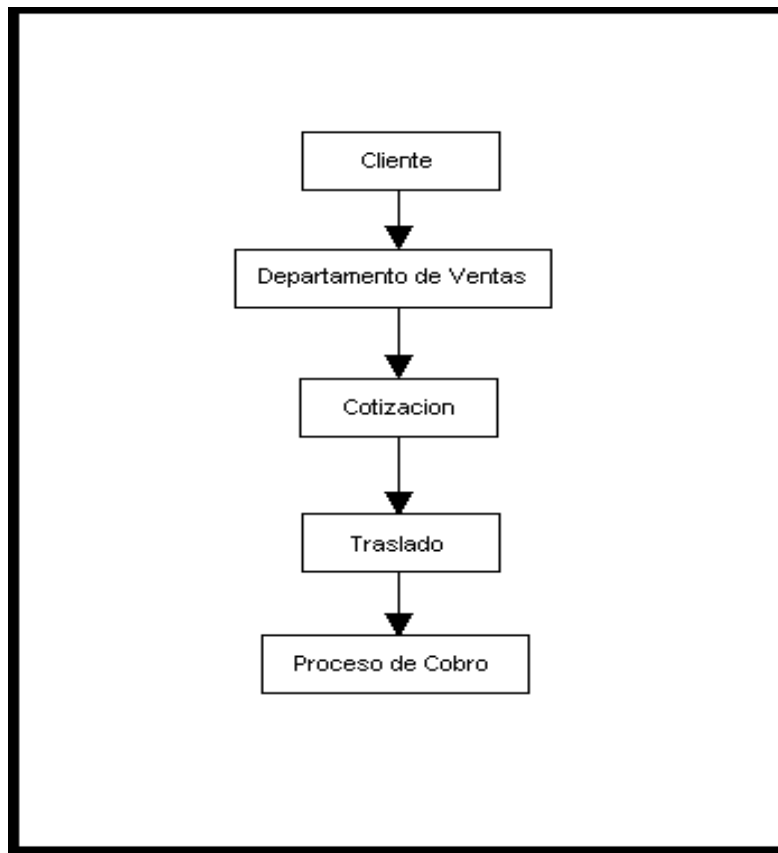 Cliente
Departamento de Ventas
Cotizacion
Traslado
Proceso de Cobro